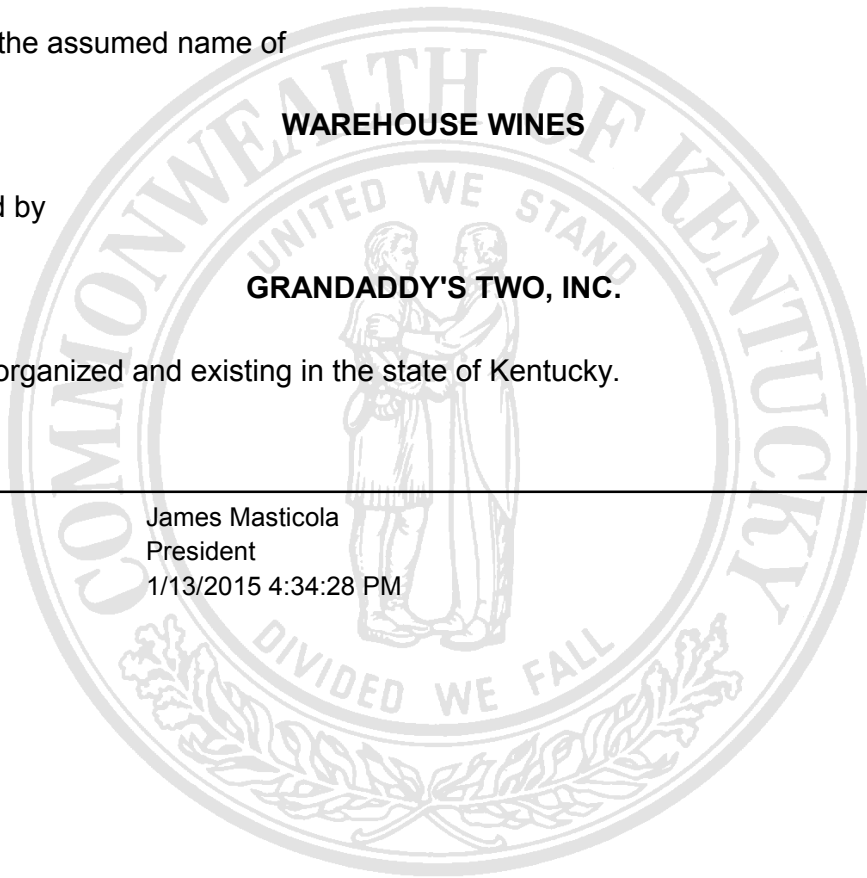 the assumed name of
WAREHOUSE WINES
d by
GRANDADDY'S TWO, INC.
organized and existing in the state of Kentucky.
James Masticola
President
1/13/2015 4:34:28 PM
COMMONWEALTH OF KENTUCKY
UNITED WE STAND
DIVIDED WE FALL